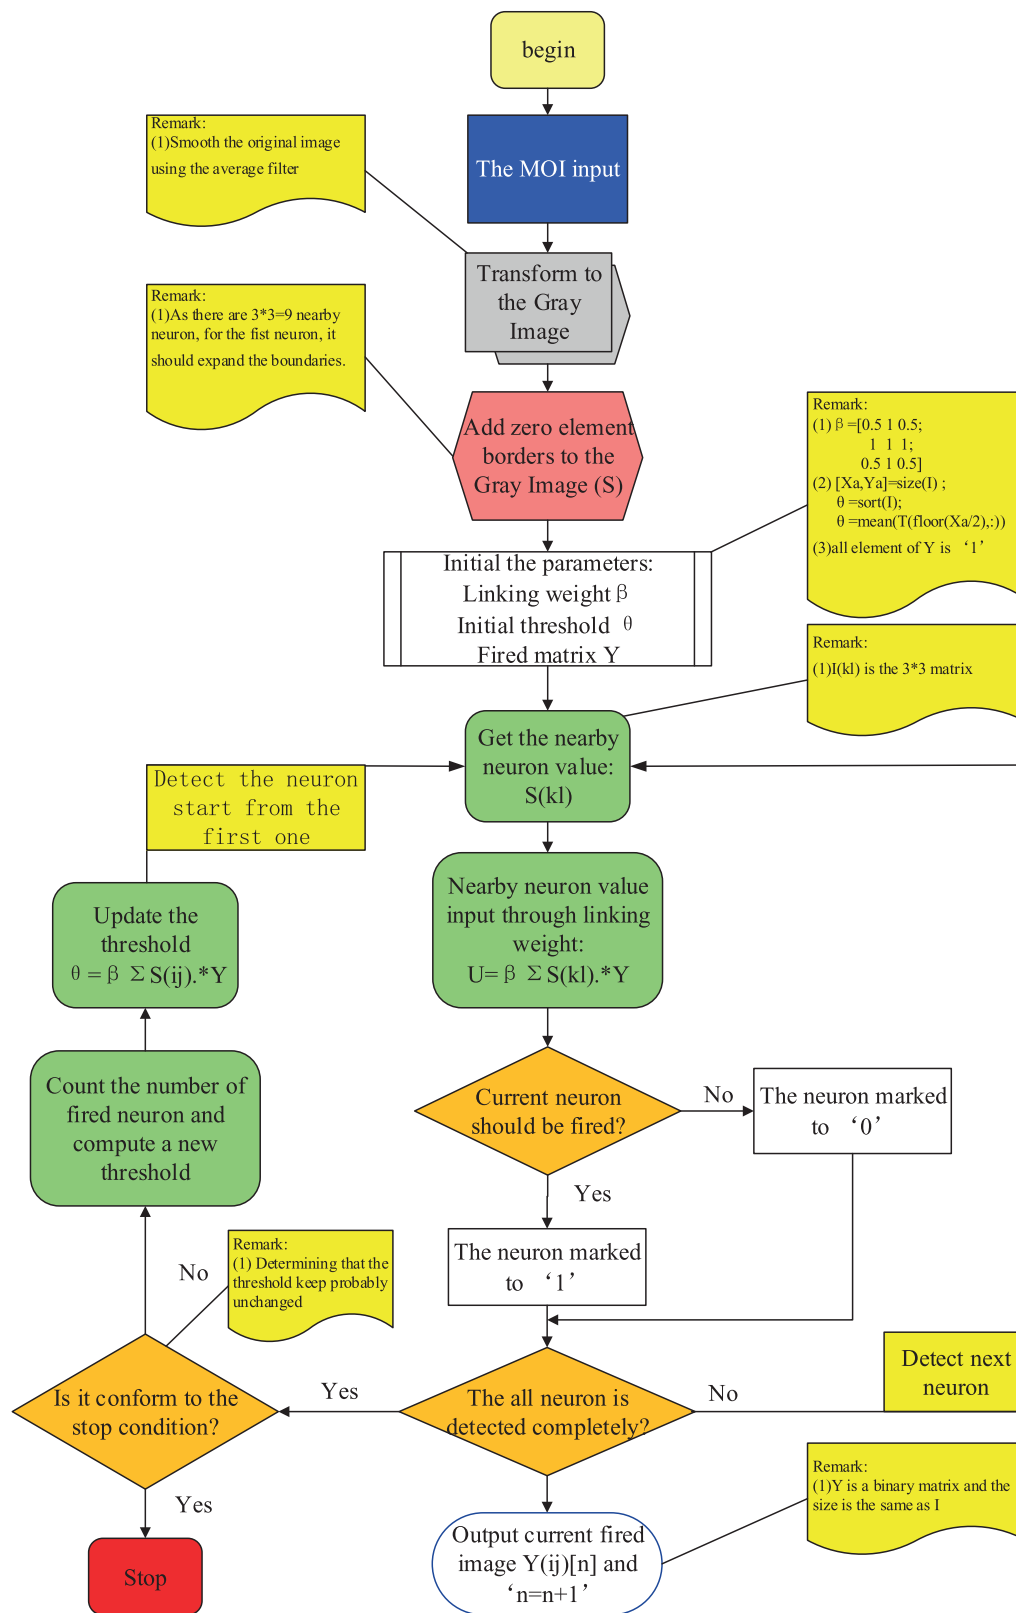 begin
Remark:
(1)Smooth the original image
using the average filter
The MOI input
Transform to
the Gray
Image
Remark:
(1)As there are 3*3=9 nearby
neuron, for the fist neuron, it
should expand the boundaries.
Add zero element
borders to the
Gray Image (S)
Remark:
(1) β =[0.5 1 0.5;
1 1 1;
0.5 1 0.5]
(2) [Xa,Ya]=size(I) ;
θ =sort(I);
θ =mean(T(floor(Xa/2),:))
(3)all element of Y is ‘1’
Initial the parameters:
Linking weight β
Initial threshold θ
Fired matrix Y
Remark:
(1)I(kl) is the 3*3 matrix
Get the nearby
neuron value:
S(kl)
Detect the neuron
start from the
first one
Nearby neuron value
input through linking
weight:
U= β Σ S(kl).*Y
Update the
threshold
θ = β Σ S(ij).*Y
Count the number of
fired neuron and
compute a new
threshold
Current neuron
should be fired?
No
The neuron marked
to ‘0’
Yes
The neuron marked
to ‘1’
No
Remark:
(1) Determining that the
threshold keep probably
unchanged
Is it conform to the
stop condition?
Yes
The all neuron is
detected completely?
No
Detect next
neuron
Yes
Stop
Output current fired
image Y(ij)[n] and
‘n=n+1’
Remark:
(1)Y is a binary matrix and the
size is the same as I